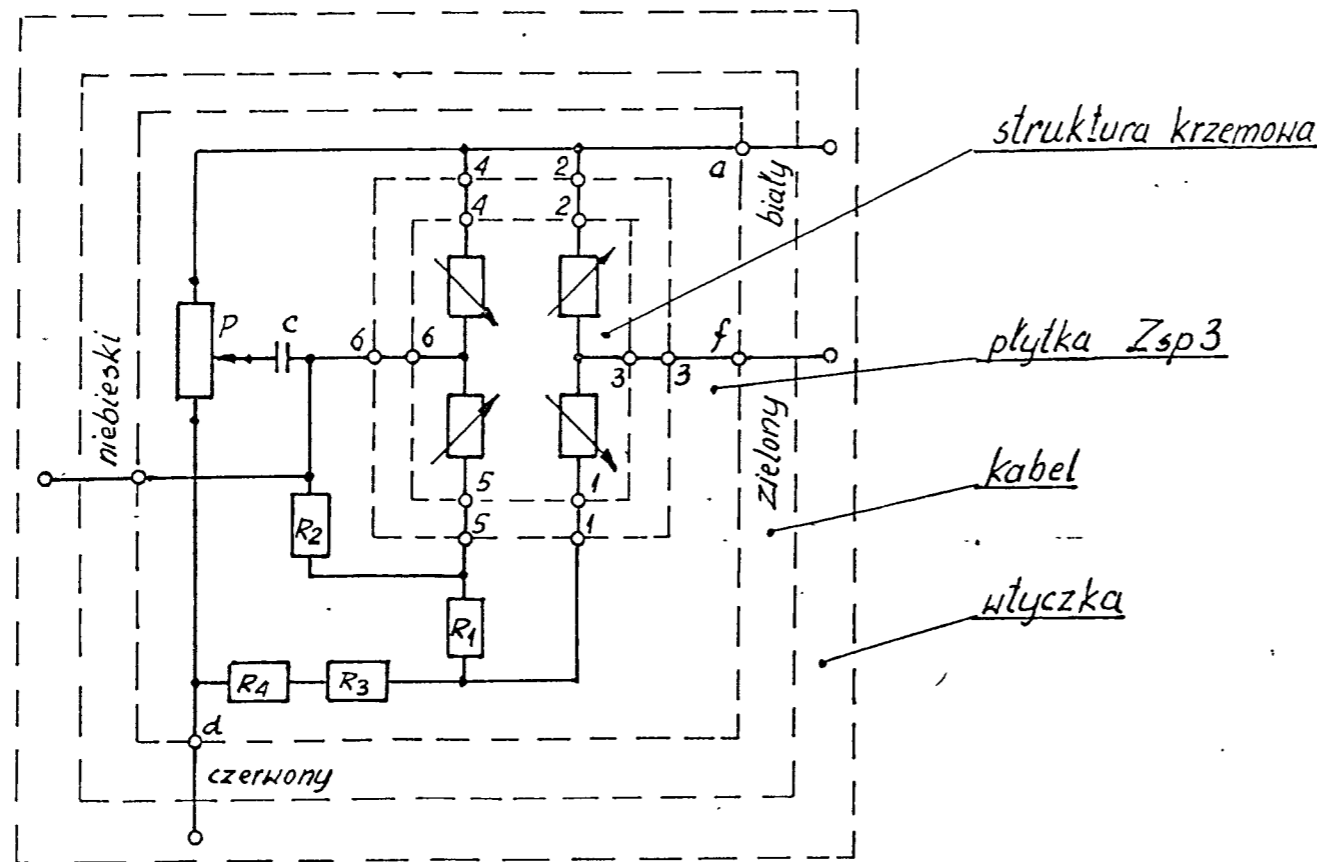 struktura krzemowa
a
biały
4
2
4
2
P
C
6
6
3
3
f
płytka Zsp3
niebieski
zielony
kabel
5
1
5
1
R2
R1
wtyczka
R4
R3
d
czerwony